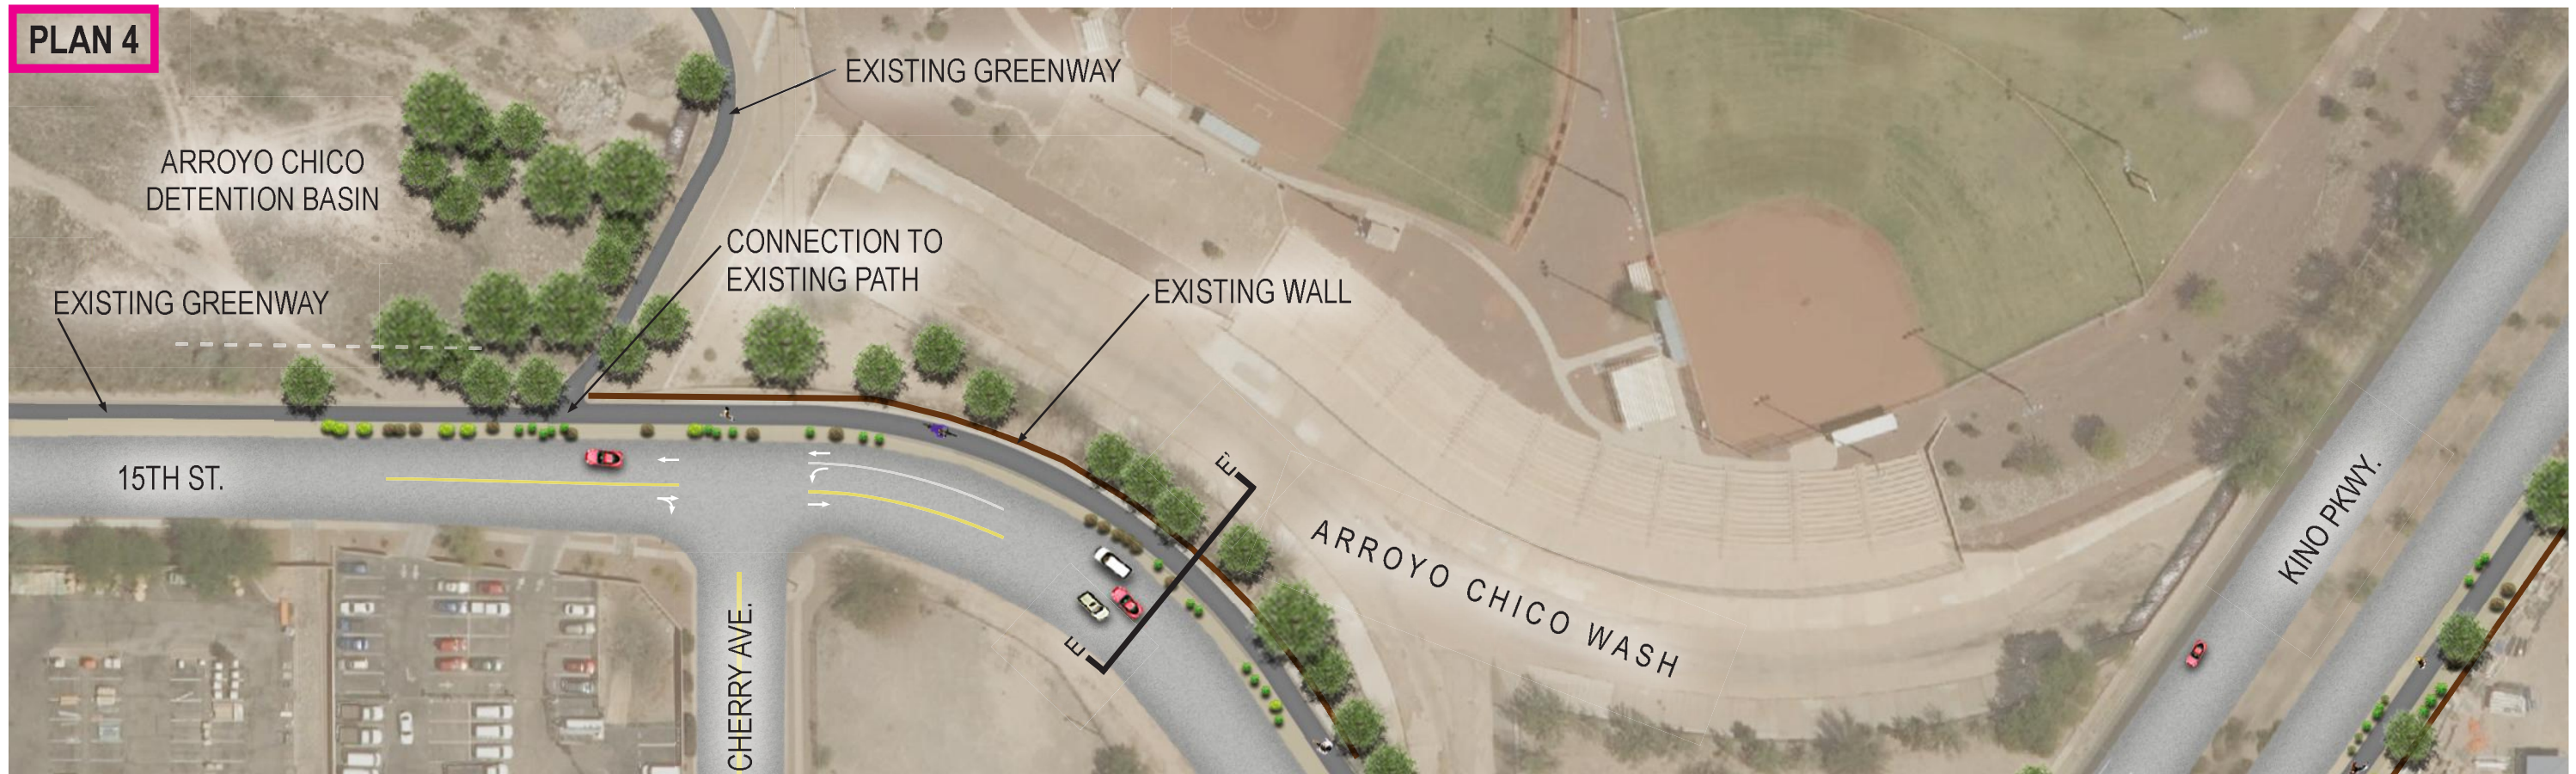 PLAN 4
EXISTING GREENWAY
ARROYO CHICO
DETENTION BASIN
CONNECTION TO
EXISTING PATH
EXISTING GREENWAY
EXISTING WALL
15TH ST.
E'
E
ARROYO CHICO WASH
KINO PKWY.
CHERRY AVE.